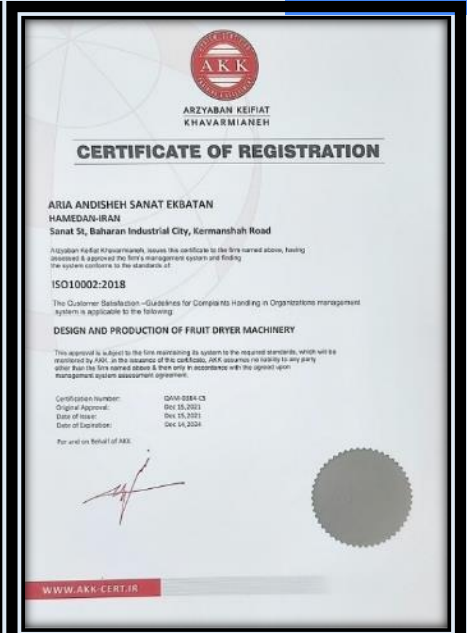 AKK
ARZYABAN KEIFIAT
KHAVARMIANEH
CERTIFICATE OF REGISTRATION
ARIA ANDISHEH SANAT EKBATAN
HAMEDAN-IRAN
Sanat St, Baharan Industrial City, Kermanshah Road
Arzyaban Keifiat Khavarmianeh, issues this certificate to the firm named above, having
assessed & approved the firm's management system and finding
the system conforms to the standards of:
ISO10002:2018
The Customer Satisfaction –Guidelines for Complaints Handling in Organizations management
system is applicable to the following:
DESIGN AND PRODUCTION OF FRUIT DRYER MACHINERY
This approval is subject to the firm maintaining its system to the required standards, which will be
monitored by AKK. In the issuance of this certificate, AKK assumes no liability to any party
other than the firm named above & then only in accordance with the agreed upon
management system assessment agreement.
Certification Number: QAM-0384-CS
Original Approval: Dec 15,2021
Date of Issue: Dec 15,2021
Date of Expiration: Dec 14,2024
Per and on Behalf of AKK
WWW.AKK-CERT.IR